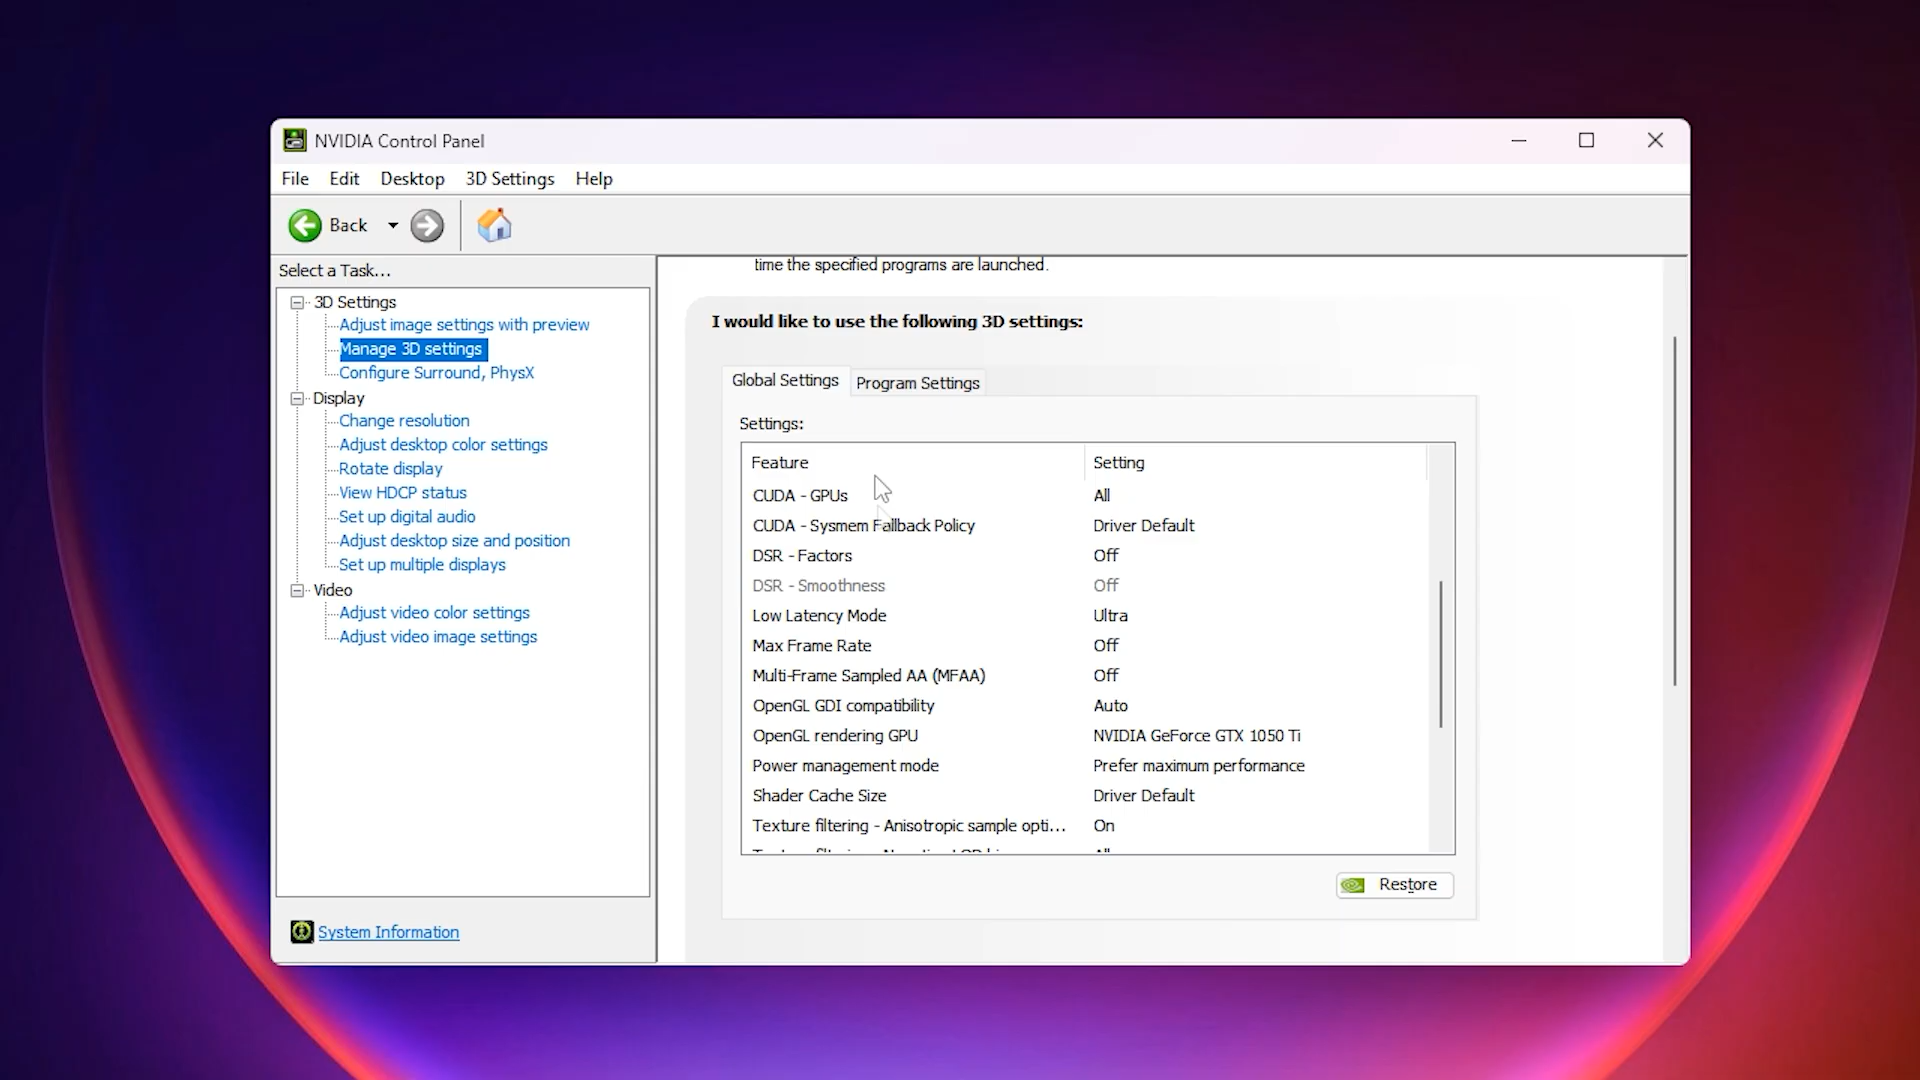 NVIDIA Control Panel
File Edit Desktop 3D Settings Help
Back
Select a Task...
3D Settings
Adjust image settings with preview
Manage 3D settings
Configure Surround, PhysX
Display
Change resolution
Adjust desktop color settings
Rotate display
View HDCP status
Set up digital audio
Adjust desktop size and position
Set up multiple displays
Video
Adjust video color settings
Adjust video image settings
System Information
time the specified programs are launched.
I would like to use the following 3D settings:
Global Settings Program Settings
Settings:
Feature Setting
CUDA - GPUs All
CUDA - Sysmem Fallback Policy Driver Default
DSR - Factors Off
DSR - Smoothness Off
Low Latency Mode Ultra
Max Frame Rate Off
Multi-Frame Sampled AA (MFAA) Off
OpenGL GDI compatibility Auto
OpenGL rendering GPU NVIDIA GeForce GTX 1050 Ti
Power management mode Prefer maximum performance
Shader Cache Size Driver Default
Texture filtering - Anisotropic sample opti... On
Restore